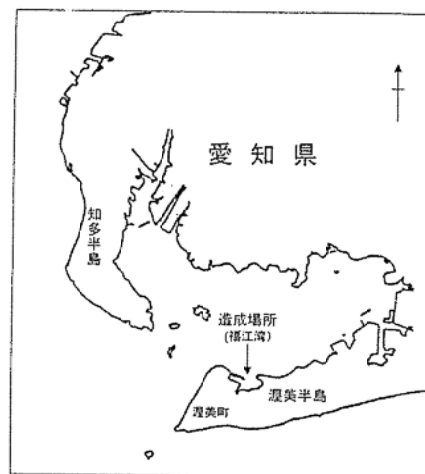 愛知県
知多半島
造成場所
(福江湾)
渥美半島
渥美町